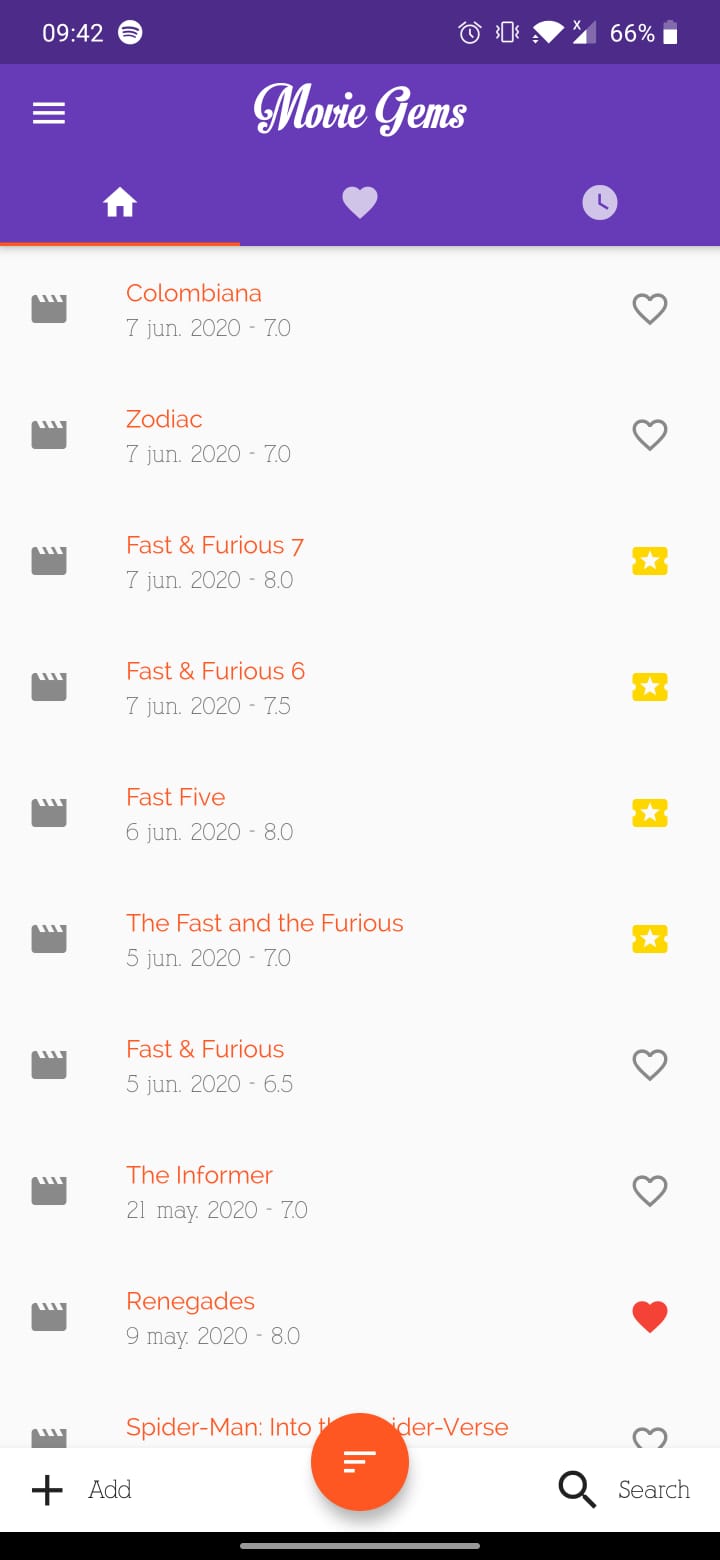 09:42
66%
Movie Gems
Colombiana
7 jun. 2020 - 7.0
Zodiac
7 jun. 2020 - 7.0
Fast & Furious 7
7 jun. 2020 - 8.0
Fast & Furious 6
7 jun. 2020 - 7.5
Fast Five
6 jun. 2020 - 8.0
The Fast and the Furious
5 jun. 2020 - 7.0
Fast & Furious
5 jun. 2020 - 6.5
The Informer
21 may. 2020 - 7.0
Renegades
9 may. 2020 - 8.0
Spider-Man: Into der-Verse
Add
Search